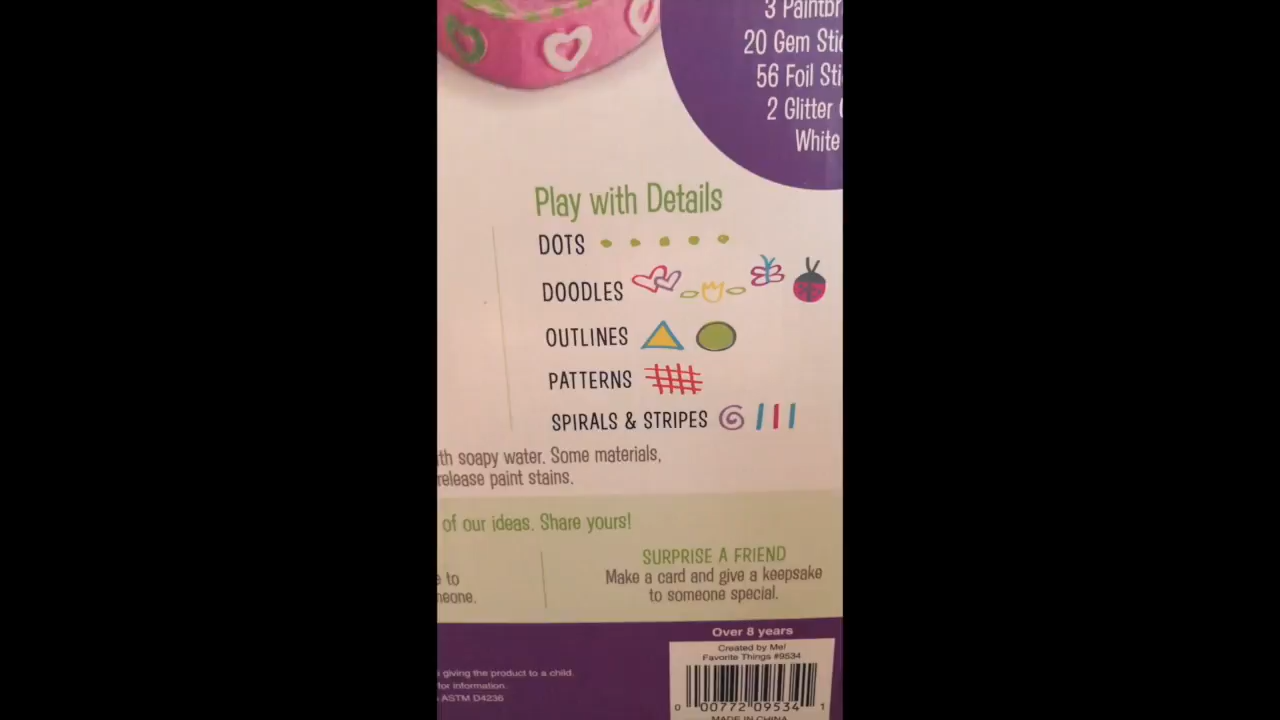 3 Paintbr
20 Gem Sti
56 Foil Sti
2 Glitter
White
Play with Details
DOTS
DOODLES
OUTLINES
PATTERNS
SPIRALS & STRIPES
th soapy water. Some materials,
release paint stains.
of our ideas. Share yours!
e to
neone.
SURPRISE A FRIEND
Make a card and give a keepsake
to someone special.
Over 8 years
Created by Me!
Favorite Things #9534
giving the product to a child.
for information.
ASTM D4236
0 00772 09534 1
MADE IN CHINA